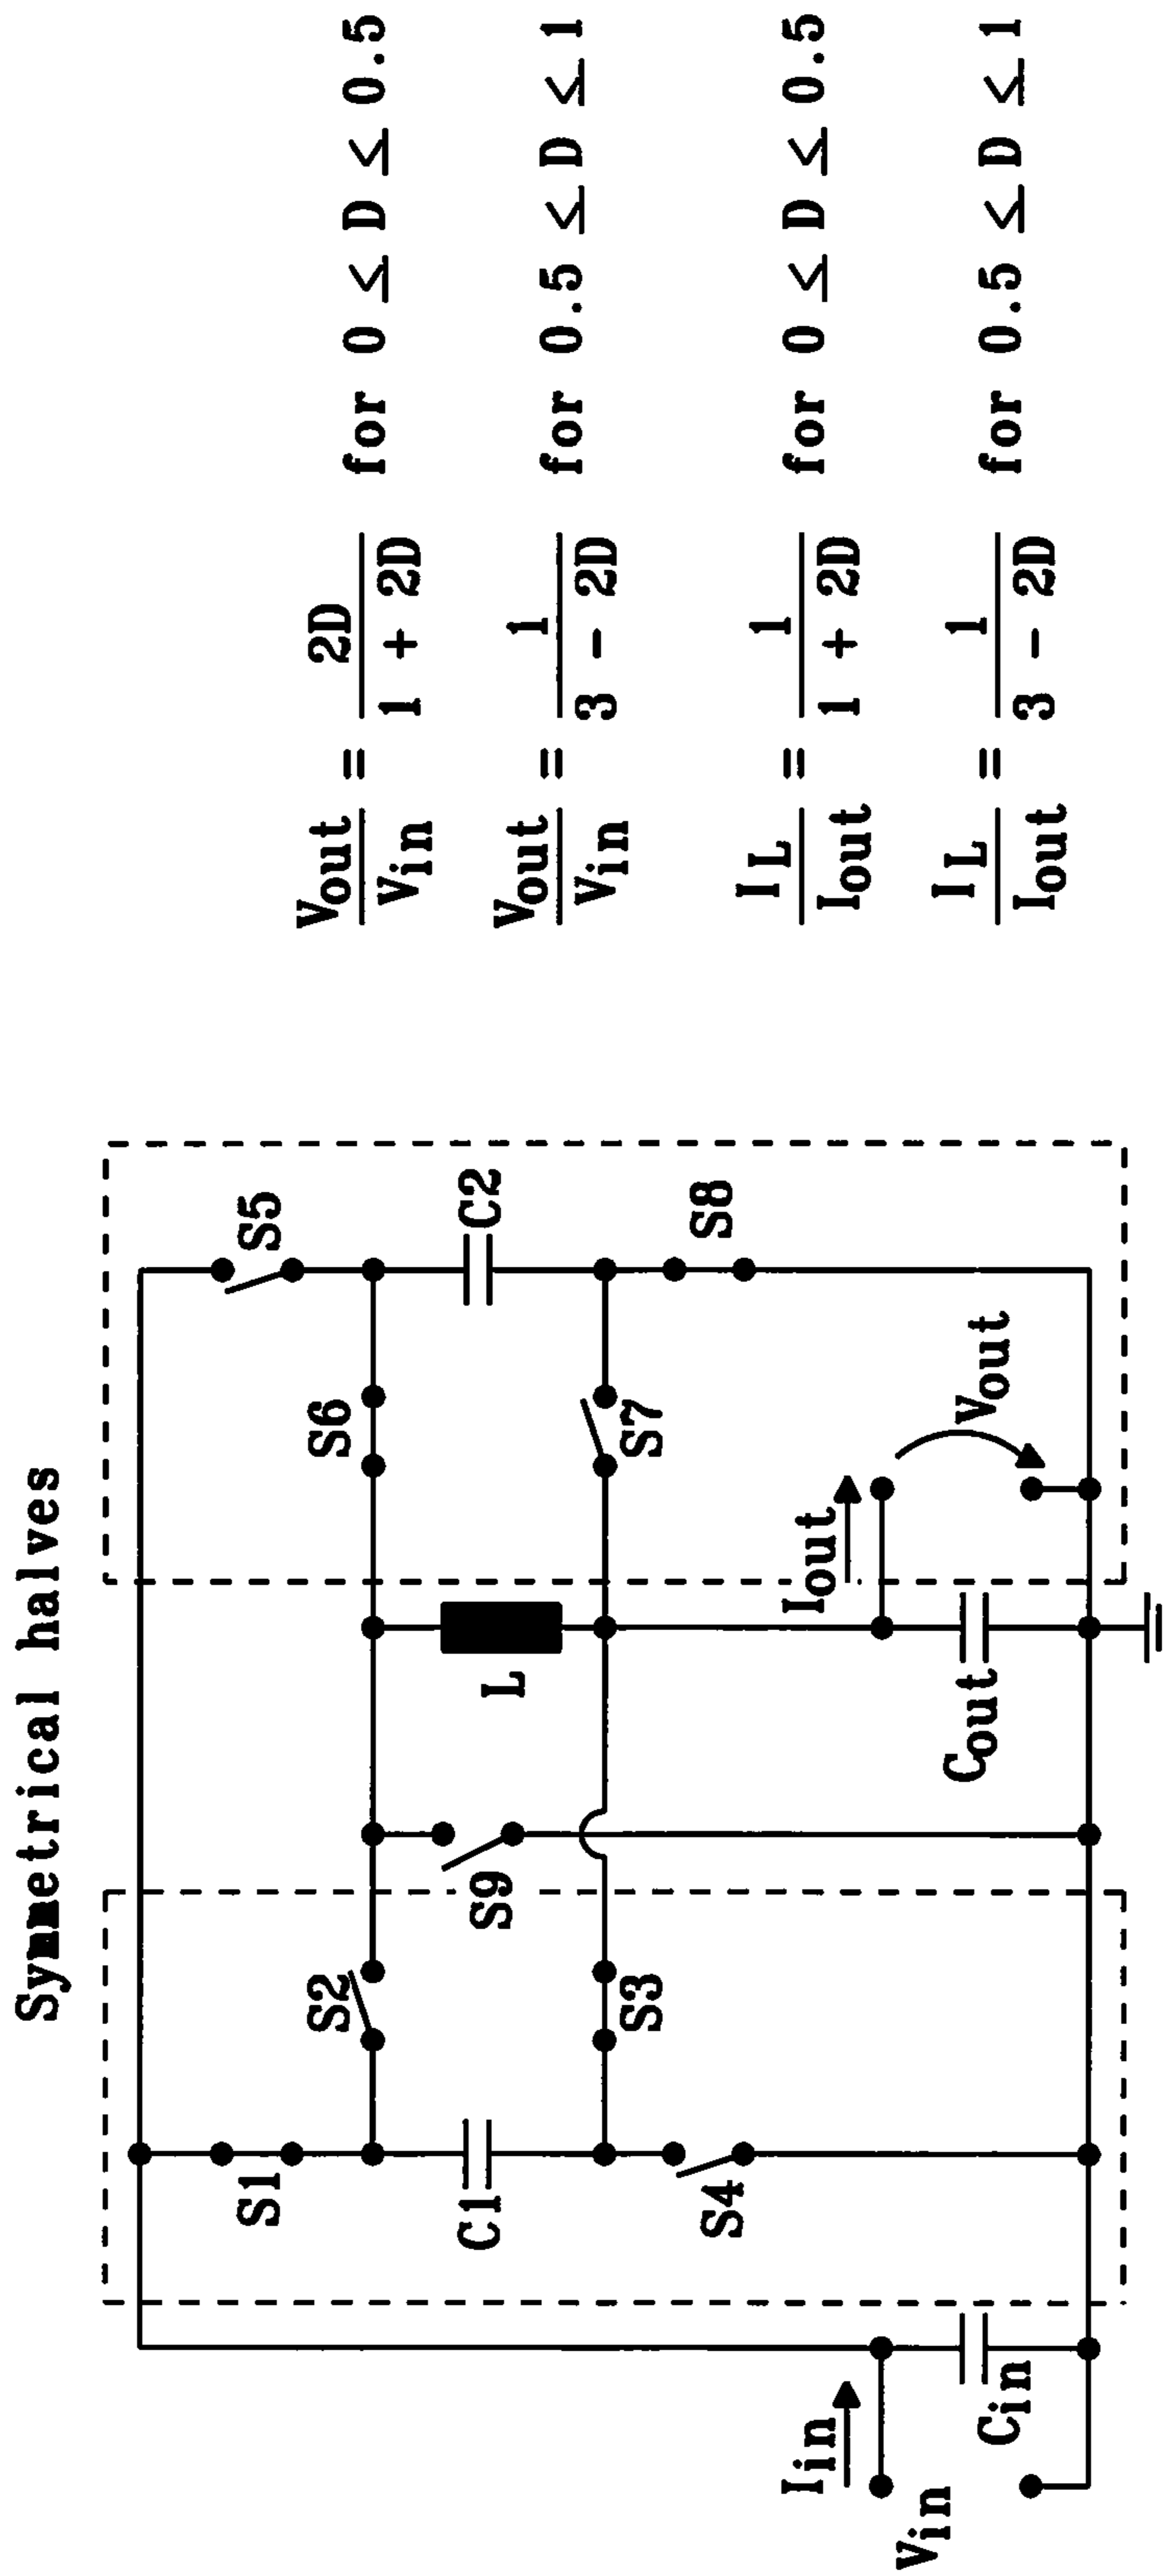 Symmetrical halves
S1
S2
S3
S4
S5
S6
S7
S8
S9
C1
C2
L
Iin
Vin
Cin
Cout
Iout
Vout
Vout/Vin = 2D/(1 + 2D) for 0 ≤ D ≤ 0.5
Vout/Vin = 1/(3 - 2D) for 0.5 ≤ D ≤ 1
IL/Iout = 1/(1 + 2D) for 0 ≤ D ≤ 0.5
IL/Iout = 1/(3 - 2D) for 0.5 ≤ D ≤ 1